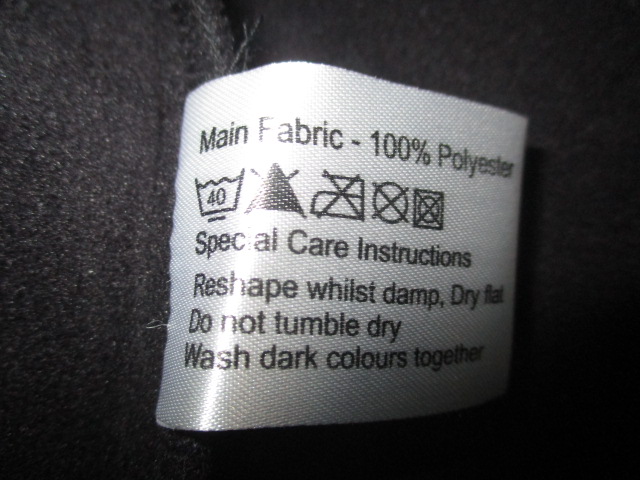 Main Fabric - 100% Polyester
40
Special Care Instructions
Reshape whilst damp, Dry flat
Do not tumble dry
Wash dark colours together